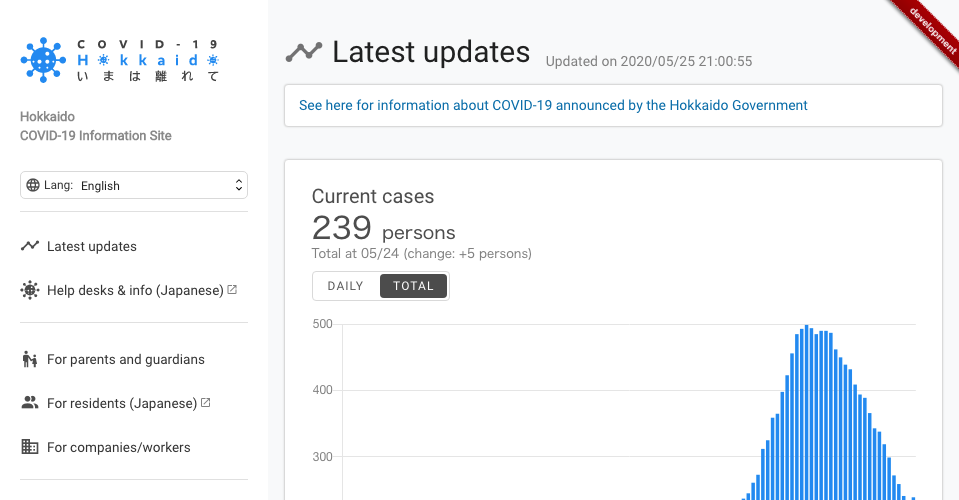 COVID-19
Hokkaido
いまは離れて
Hokkaido
COVID-19 Information Site
Lang: English
Latest updates
Help desks & info (Japanese)
For parents and guardians
For residents (Japanese)
For companies/workers
development
Latest updates Updated on 2020/05/25 21:00:55
See here for information about COVID-19 announced by the Hokkaido Government
Current cases
239 persons
Total at 05/24 (change: +5 persons)
DAILY TOTAL
500
400
300